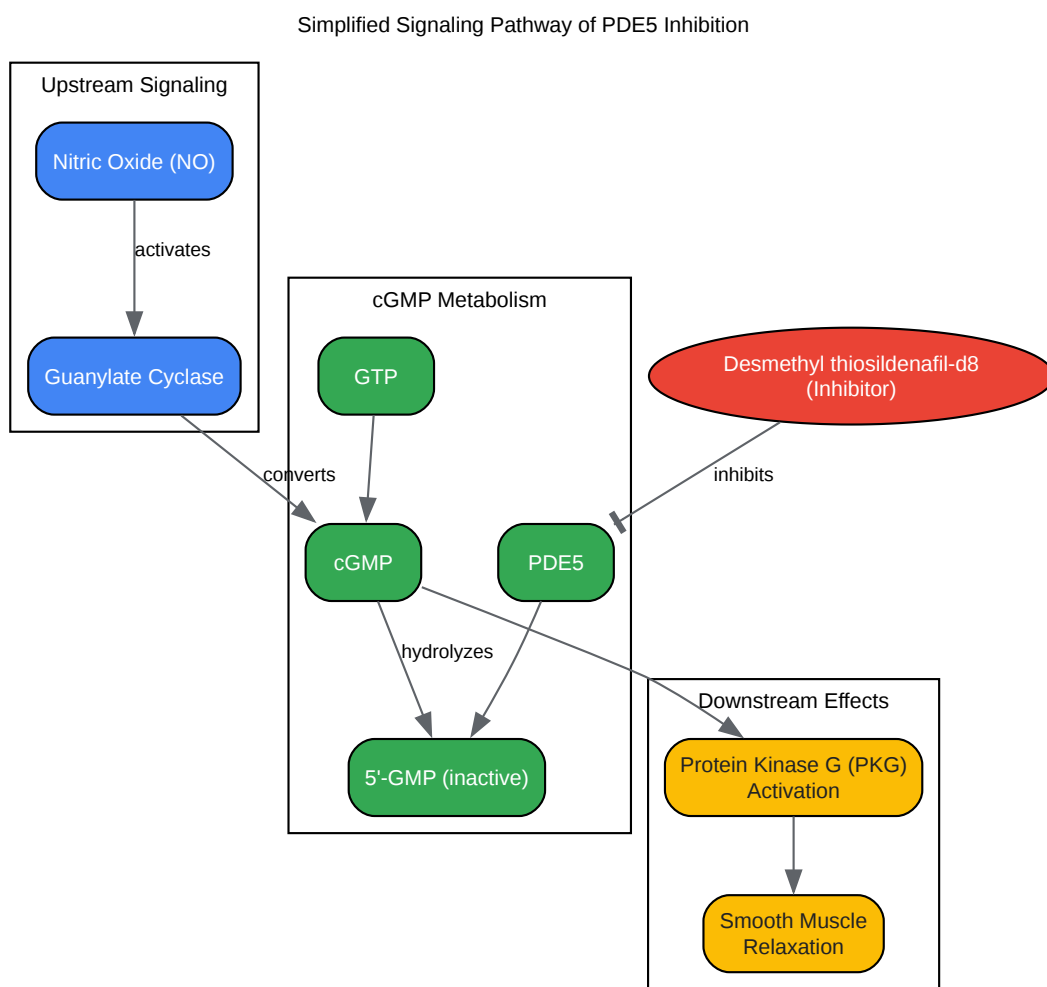 Simplified Signaling Pathway of PDE5 Inhibition
Upstream Signaling
Nitric Oxide (NO)
activates
Guanylate Cyclase
converts
cGMP Metabolism
GTP
cGMP
PDE5
hydrolyzes
5'-GMP (inactive)
Desmethyl thiosildenafil-d8
(Inhibitor)
inhibits
Downstream Effects
Protein Kinase G (PKG)
Activation
Smooth Muscle
Relaxation